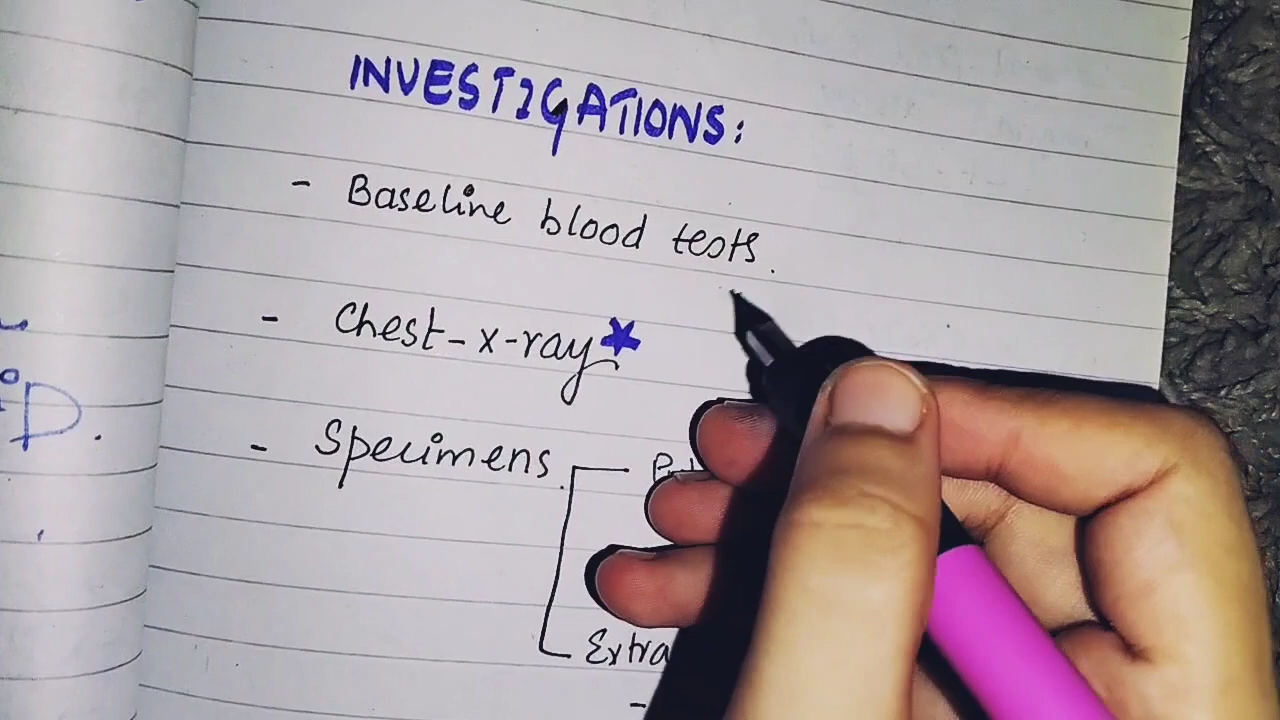 INVESTIGATIONS:
- Baseline blood tests.
- Chest-x-ray
- Specimens
Extra
D.